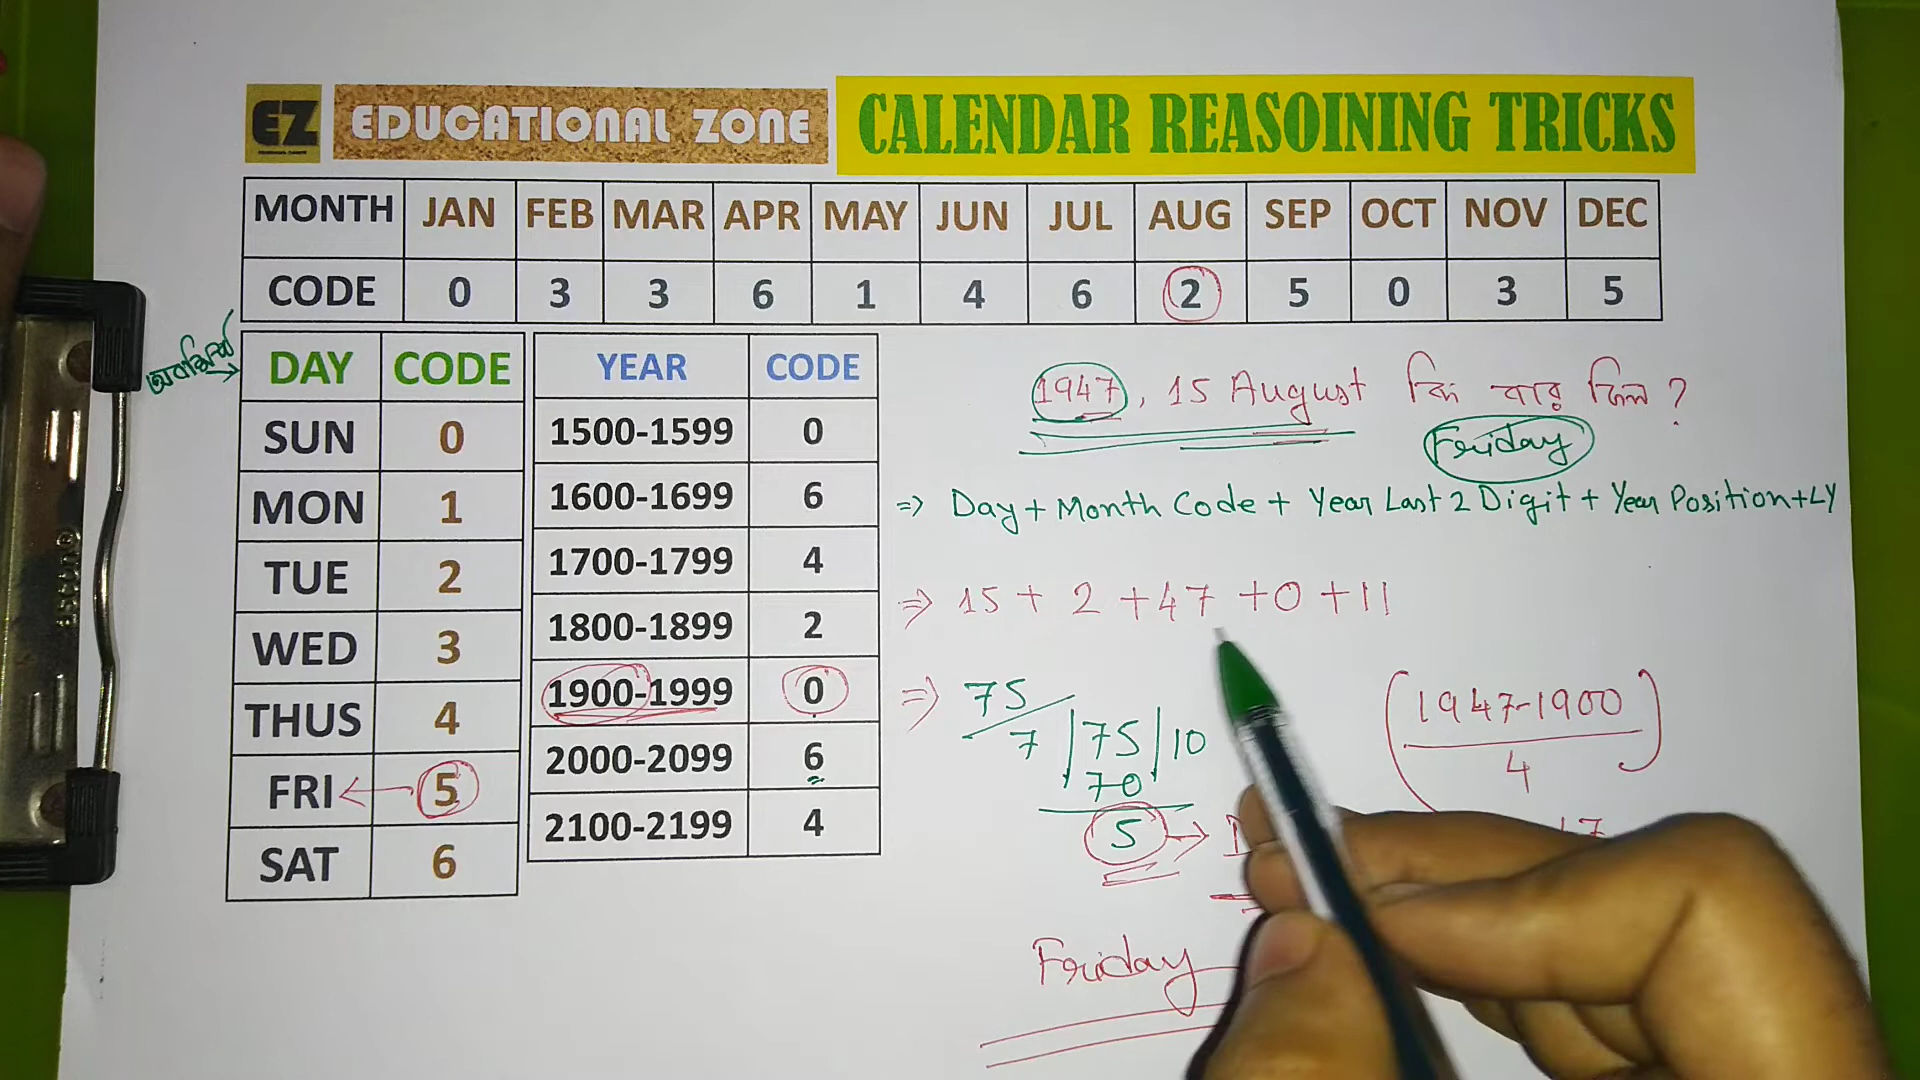 EZ EDUCATIONAL ZONE CALENDAR REASOINING TRICKS
MONTH JAN FEB MAR APR MAY JUN JUL AUG SEP OCT NOV DEC
CODE 0 3 3 6 1 4 6 2 5 0 3 5
DAY CODE
SUN 0
MON 1
TUE 2
WED 3
THUS 4
FRI 5
SAT 6
YEAR CODE
1500-1599 0
1600-1699 6
1700-1799 4
1800-1899 2
1900-1999 0
2000-2099 6
2100-2199 4
1947, 15 August কি বার ছিল ?
Friday
⇒ Day + Month Code + Year Last 2 Digit + Year Position + LY
⇒ 15 + 2 + 47 + 0 + 11
⇒ 75
7 | 75 | 10
70
5 →
(1947-1900
4)
Friday